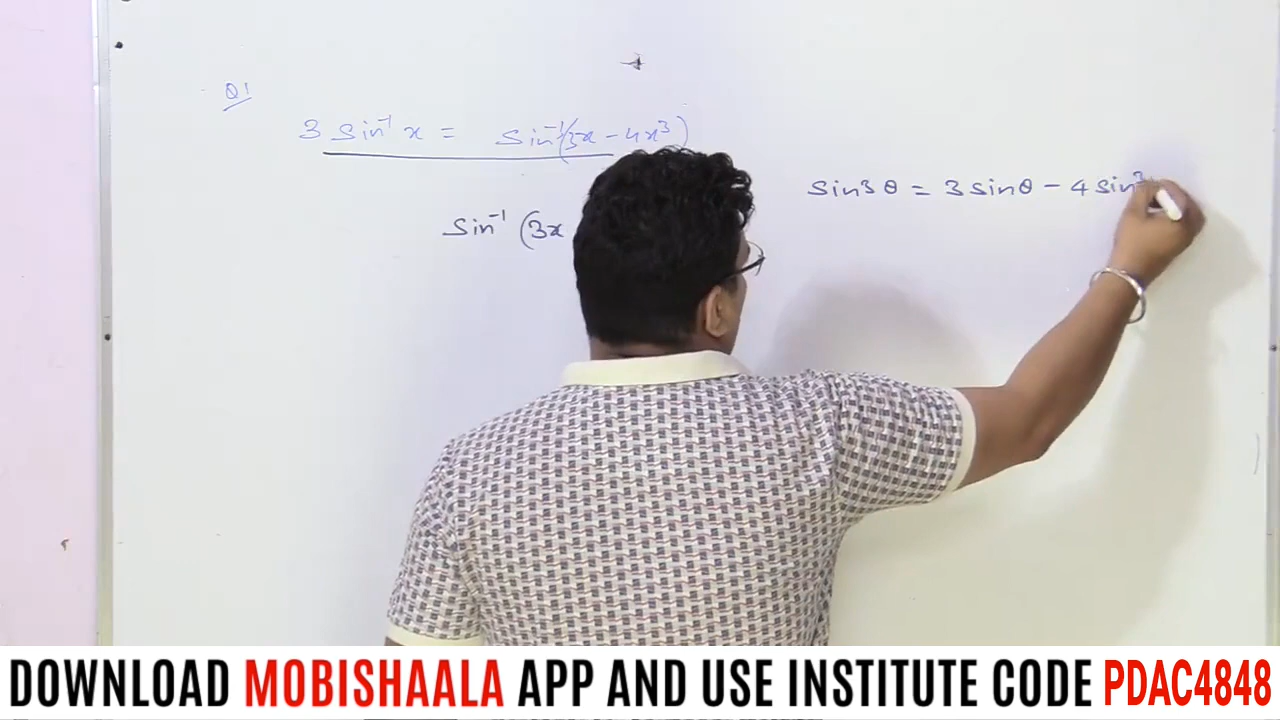 Q1
3 sin⁻¹ x = sin⁻¹(3x - 4x³)
sin3θ = 3sinθ - 4sin³
sin⁻¹ (3x
DOWNLOAD MOBISHAALA APP AND USE INSTITUTE CODE PDAC4848